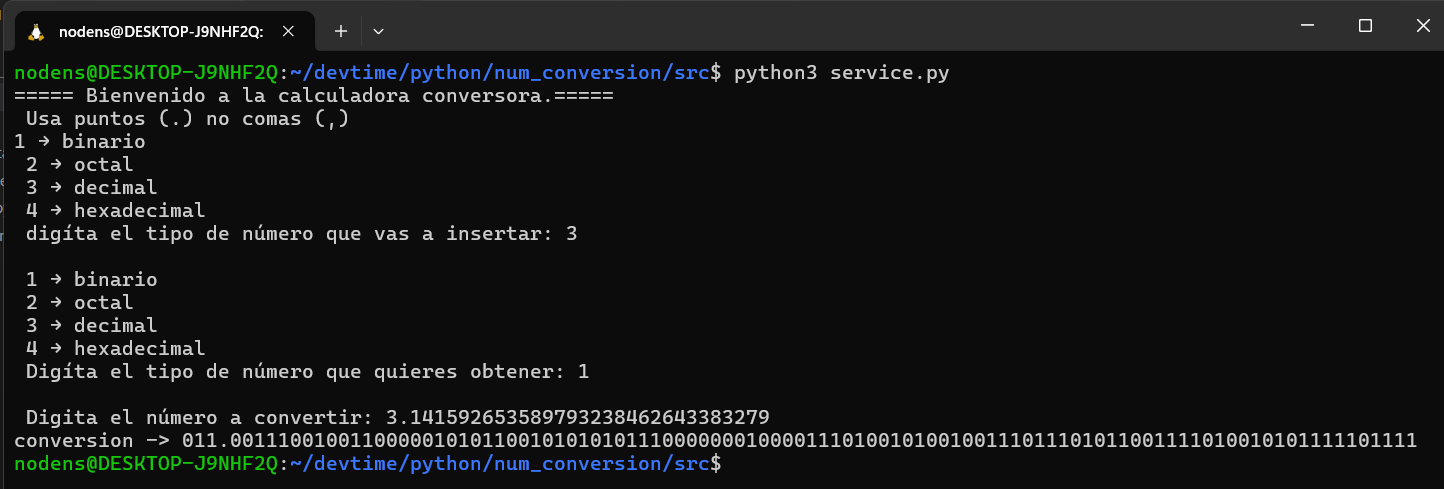 nodens@DESKTOP-J9NHF2Q:
nodens@DESKTOP-J9NHF2Q:~/devtime/python/num_conversion/src$ python3 service.py
===== Bienvenido a la calculadora conversora.=====
Usa puntos (.) no comas (,)
1 → binario
2 → octal
3 → decimal
4 → hexadecimal
digíta el tipo de número que vas a insertar: 3
1 → binario
2 → octal
3 → decimal
4 → hexadecimal
Digíta el tipo de número que quieres obtener: 1
Digita el número a convertir: 3.141592653589793238462643383279
conversion -> 011.001110010011000001010110010101010111000000010000111010010100100111011101011001111010010101111101111
nodens@DESKTOP-J9NHF2Q:~/devtime/python/num_conversion/src$